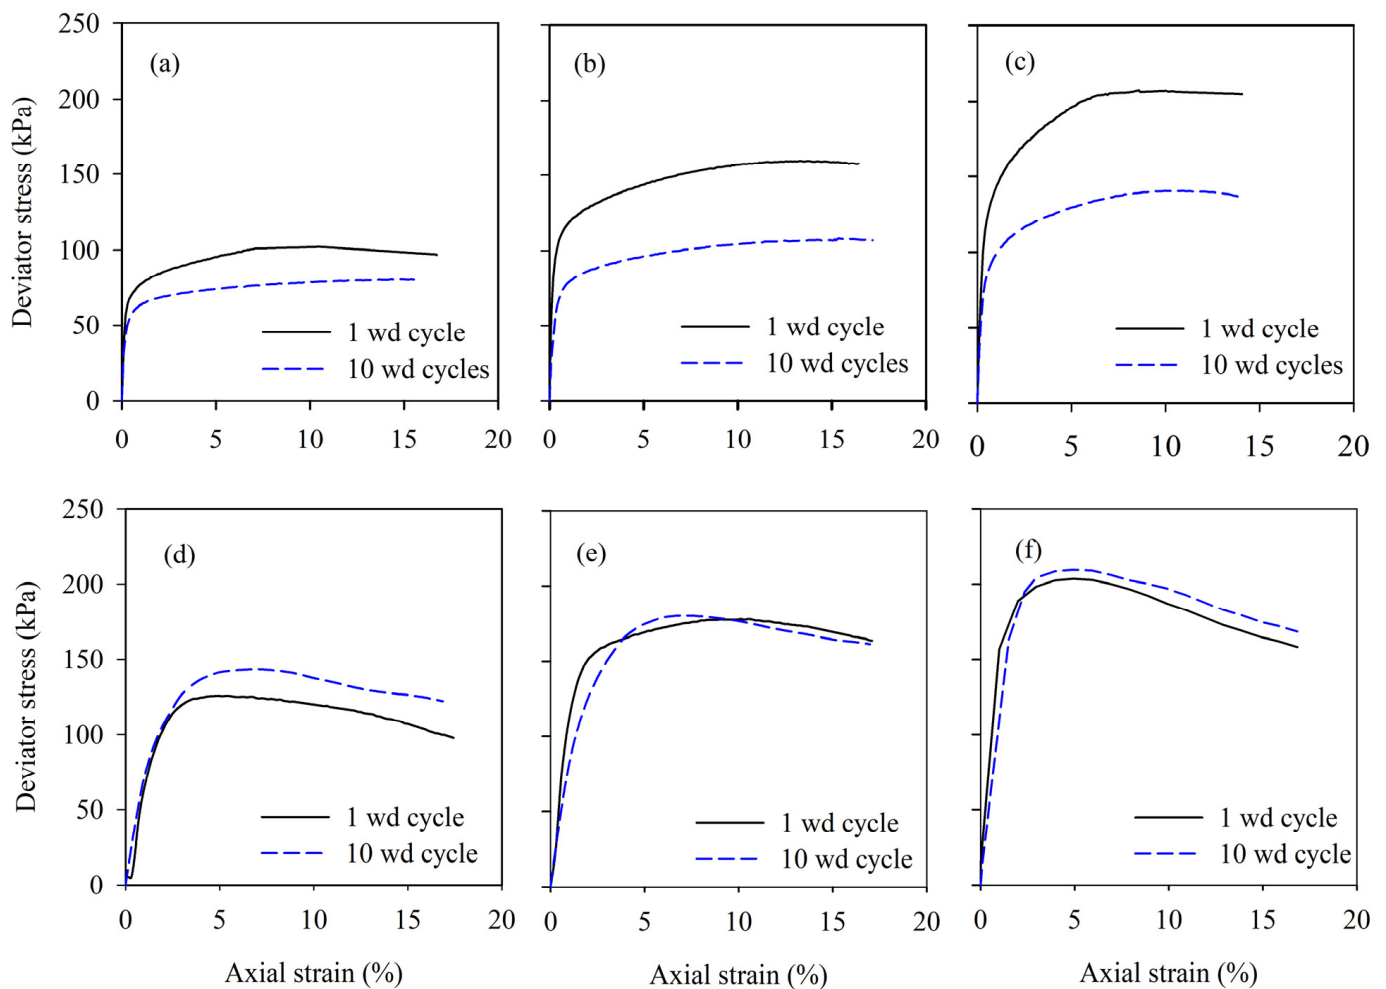 250
200
150
100
50
0
Deviator stress (kPa)
(a)
1 wd cycle
10 wd cycles
0 5 10 15 20
(b)
1 wd cycle
10 wd cycles
0 5 10 15 20
(c)
1 wd cycle
10 wd cycles
0 5 10 15 20
250
200
150
100
50
0
Deviator stress (kPa)
(d)
1 wd cycle
10 wd cycle
0 5 10 15 20
Axial strain (%)
(e)
1 wd cycle
10 wd cycle
0 5 10 15 20
Axial strain (%)
(f)
1 wd cycle
10 wd cycle
0 5 10 15 20
Axial strain (%)